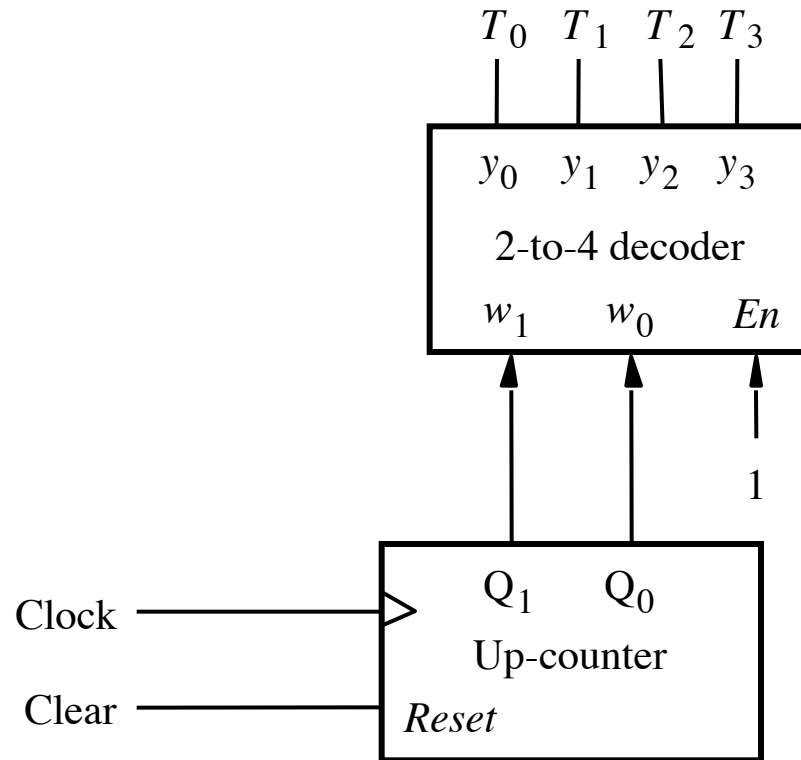 T0 T1 T2 T3
y0 y1 y2 y3
2-to-4 decoder
w1 w0 En
1
Q1 Q0
Clock
Up-counter
Clear
Reset